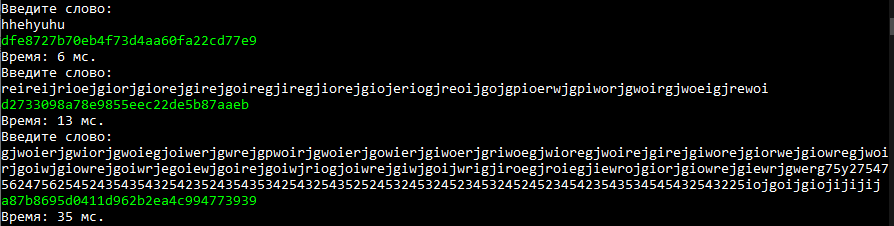 Введите слово:
hhehyuhu
dfe8727b70eb4f73d4aa60fa22cd77e9
Время: 6 мс.
Введите слово:
reireijrioejgiorjgiorejgirejgoiregjiregjiorejgiojeriogjreoijgojgpioerwjgpiworjgwoirgjwoeigjrewoi
d2733098a78e9855eec22de5b87aaeb
Время: 13 мс.
Введите слово:
gjwoierjgwiorjgwoiegjoiwerjgwrejgpwoirjgwoierjgowierjgiwoerjgriwoegjwioregjwoirejgirejgiworejgiorwejgiowregjwoi
rjgoiwjgiowrejgoiwrjegoiewjgoirejgoiwjriogjoiwrejgiwjgoijwrigjiroegjroiegjiewrojgiorjgiowrejgiewrjgwerg75y27547
5624756254524354354325423524354353425432543252524532453245234532452452345423543534545432543225iojgoijgiojijijij
a87b8695d0411d962b2ea4c994773939
Время: 35 мс.